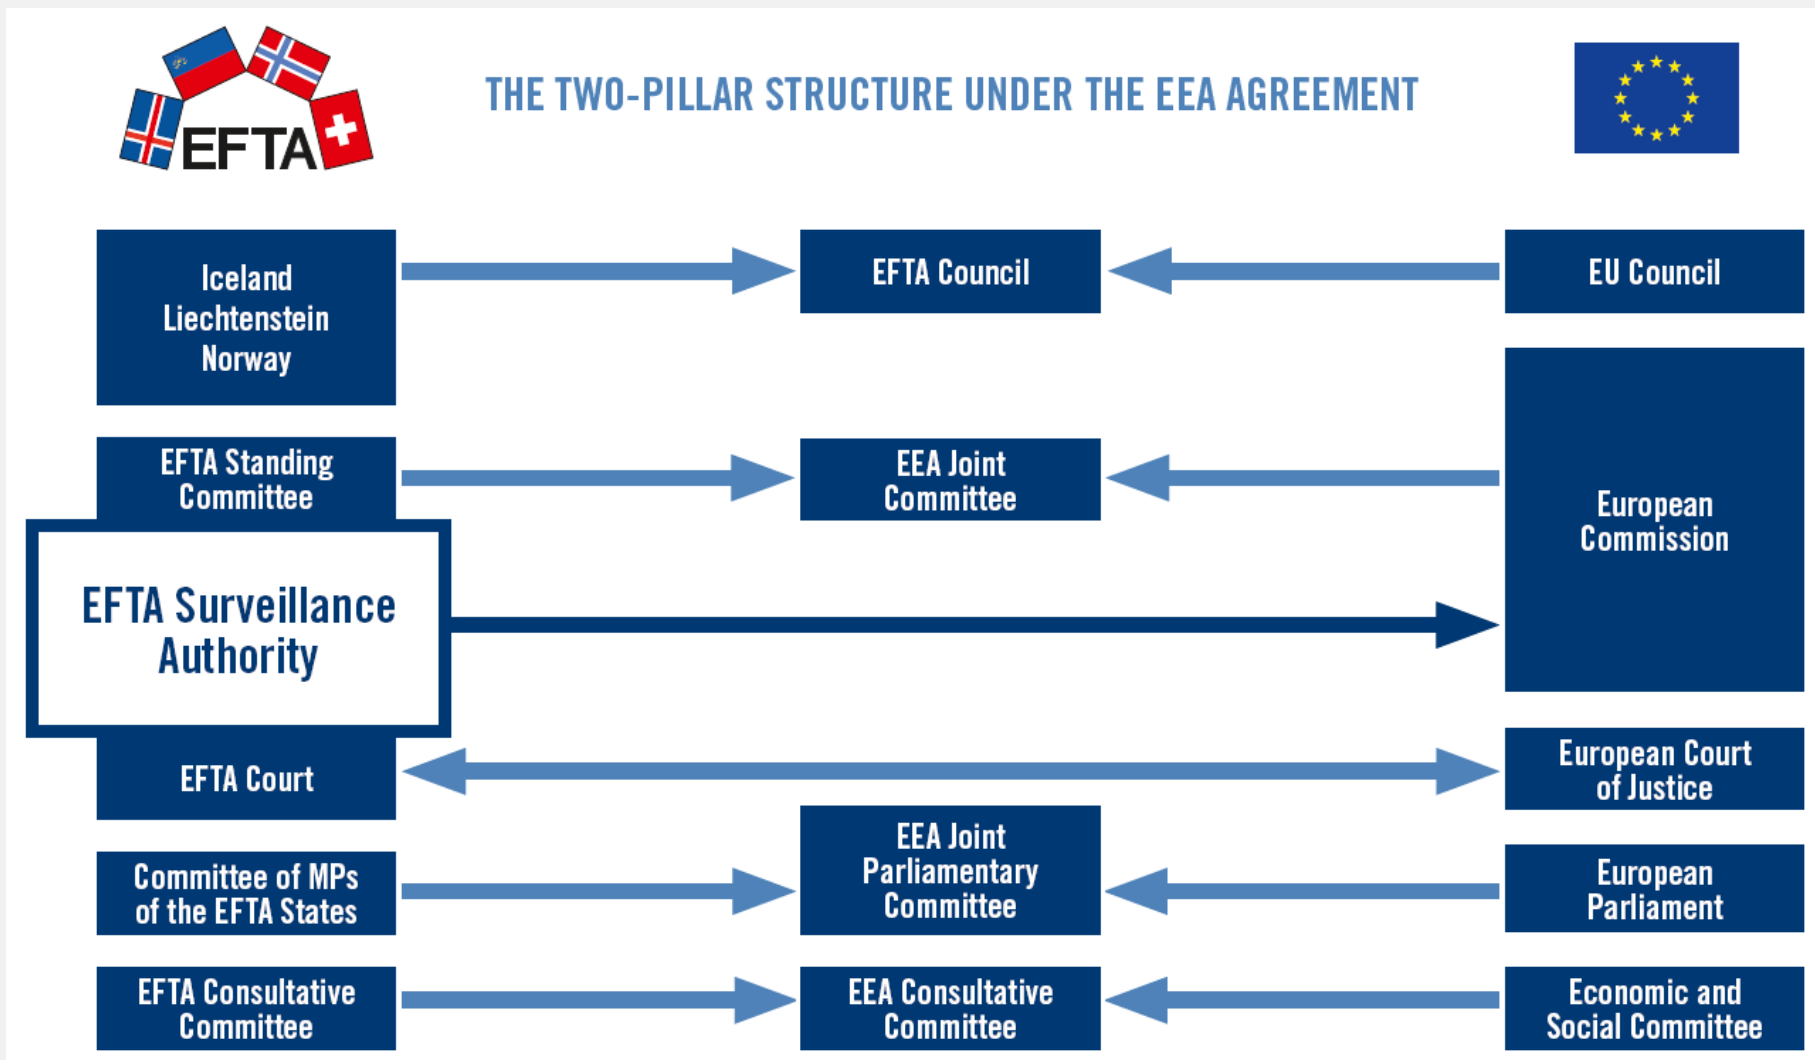 EFTA
THE TWO-PILLAR STRUCTURE UNDER THE EEA AGREEMENT
Iceland
Liechtenstein
Norway
EFTA Council
EU Council
EFTA Standing
Committee
EEA Joint
Committee
European
Commission
EFTA Surveillance
Authority
EFTA Court
European Court
of Justice
Committee of MPs
of the EFTA States
EEA Joint
Parliamentary
Committee
European
Parliament
EFTA Consultative
Committee
EEA Consultative
Committee
Economic and
Social Committee